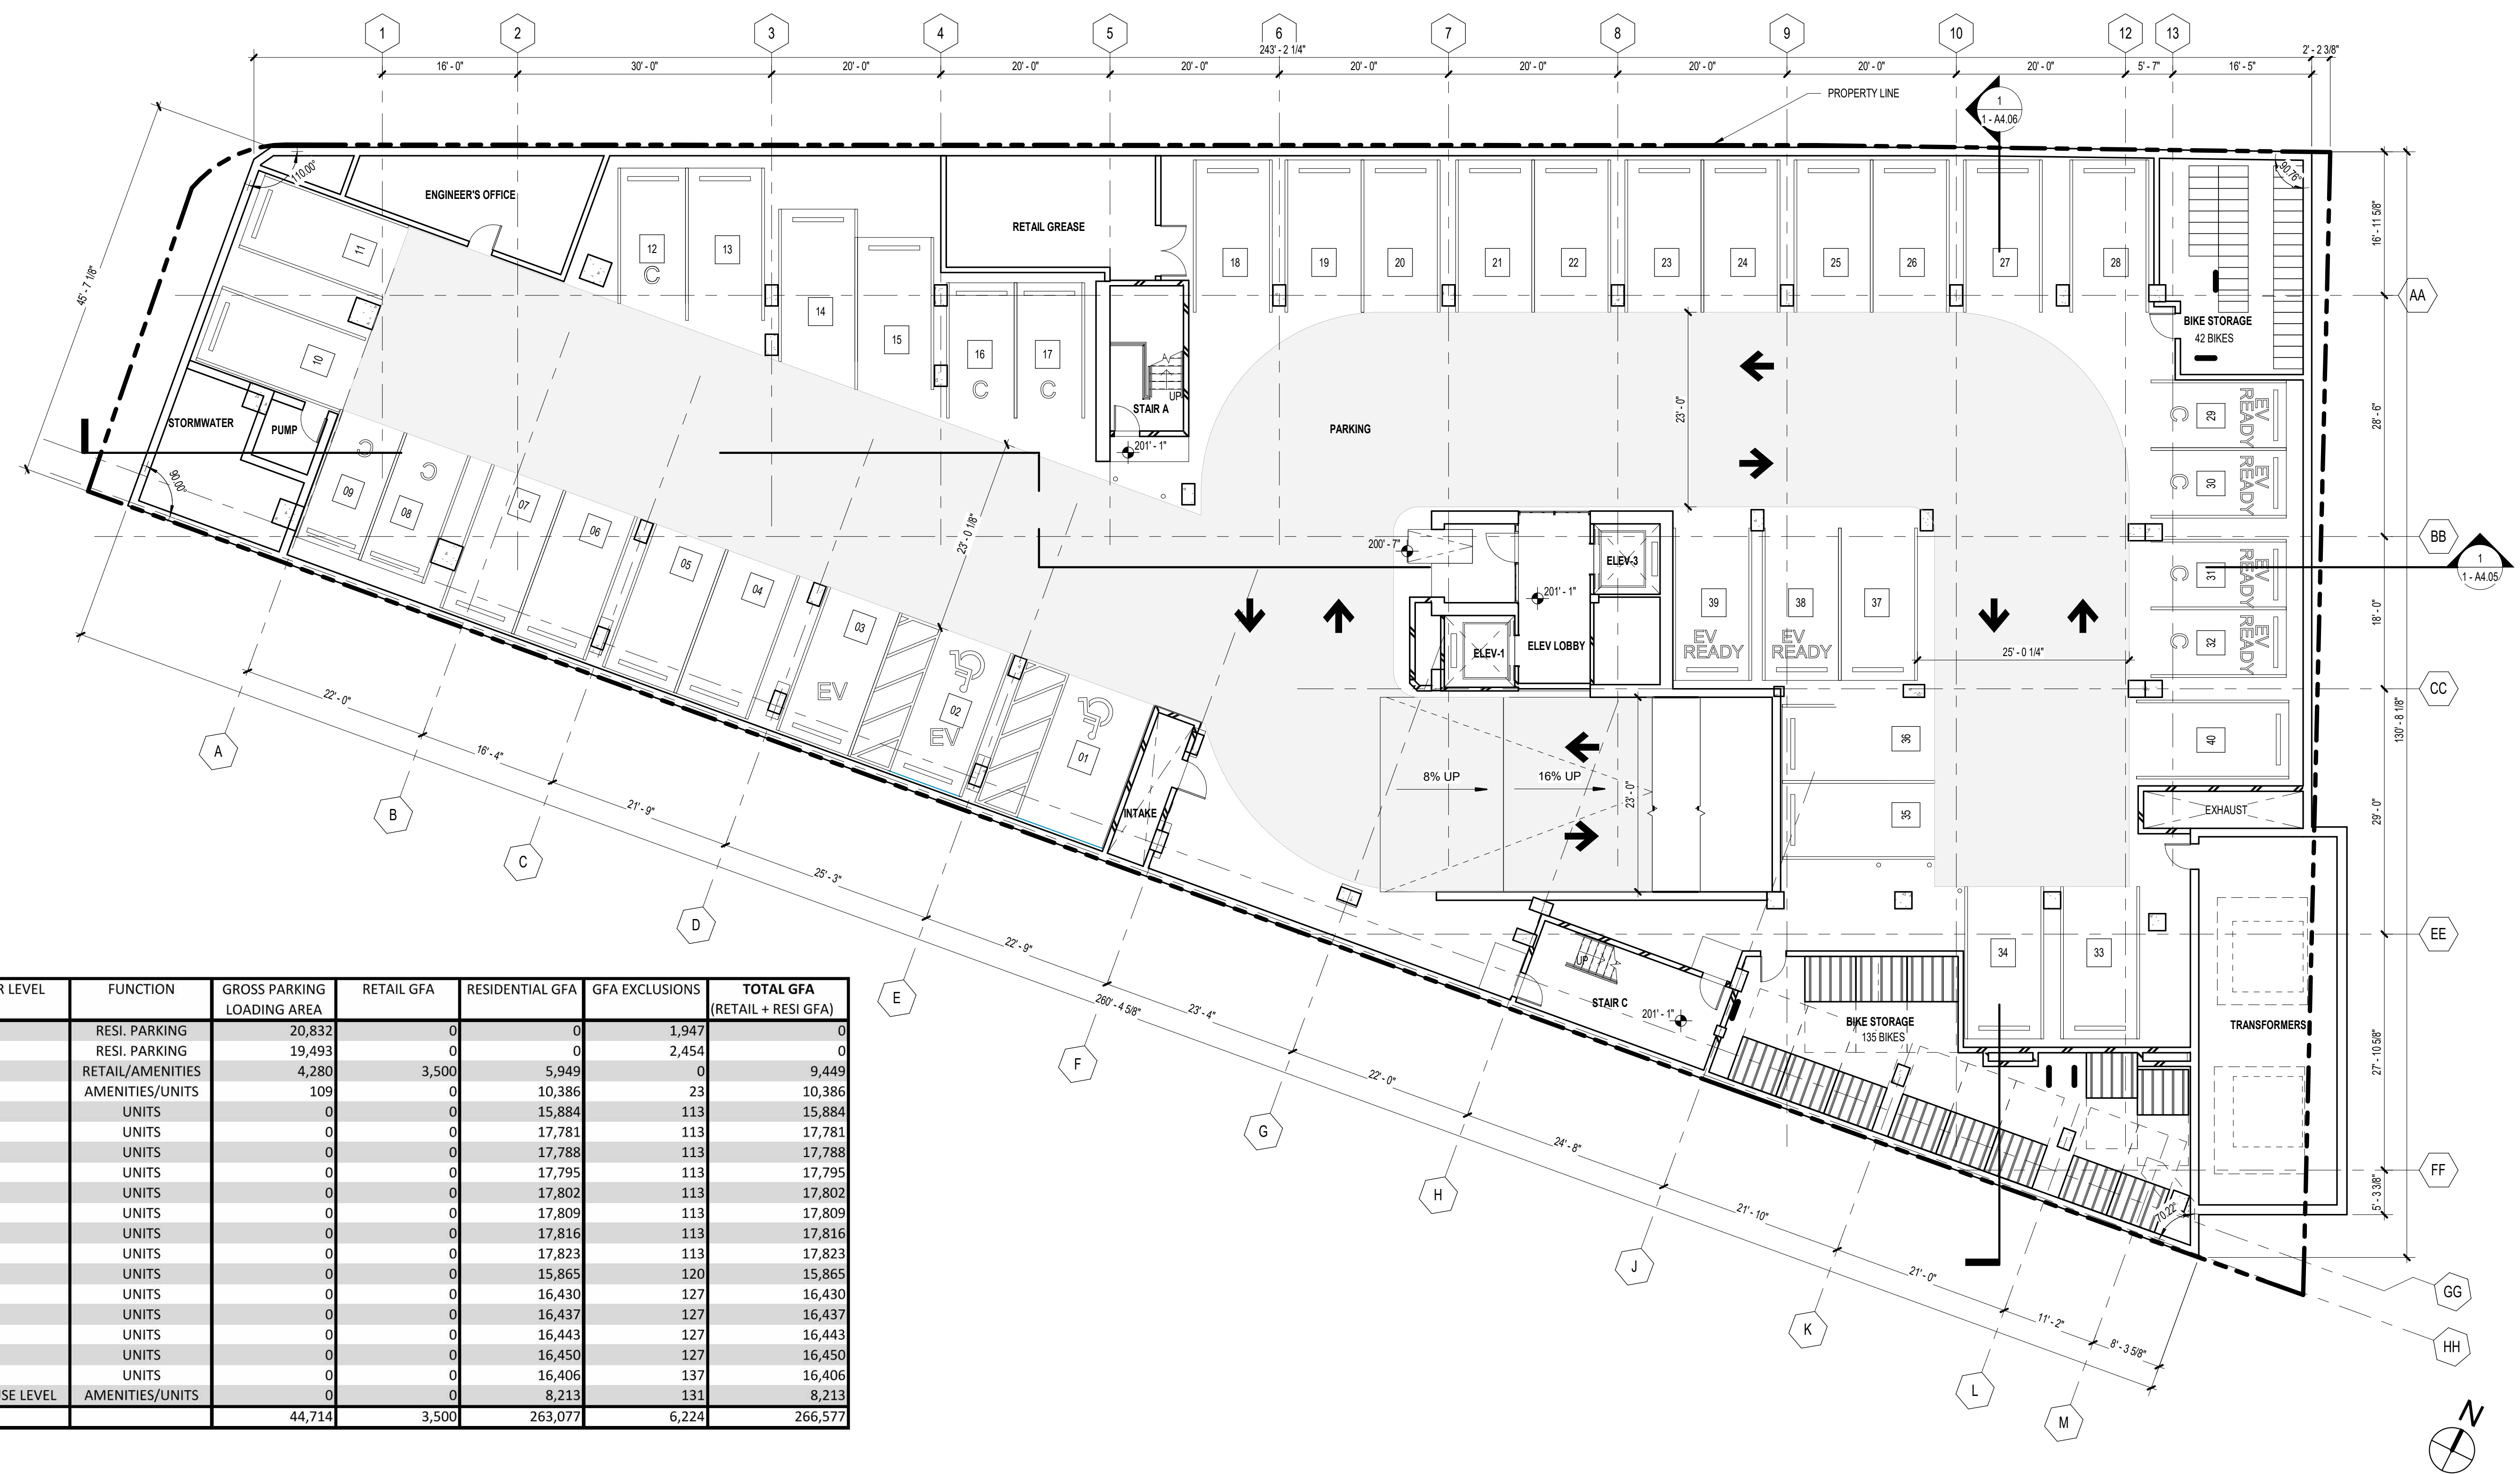 1 2 3 4 5 6 7 8 9 10 12 13
243' - 2 1/4" 2' - 2 3/8"
16' - 0" 30' - 0" 20' - 0" 20' - 0" 20' - 0" 20' - 0" 20' - 0" 20' - 0" 20' - 0" 20' - 0" 5' - 7" 16' - 5"
PROPERTY LINE
1
1 - A4.06
110.00°
90.76°
45' - 7 1/8"
ENGINEER'S OFFICE
RETAIL GREASE
11
12
C
13
14
15
16
C
17
C
18 19 20 21 22 23 24 25 26 27 28
16' - 11 5/8"
AA
BIKE STORAGE
42 BIKES
10
STORMWATER
PUMP
90.00°
STAIR A
UP
201' - 1"
PARKING
23' - 0"
28' - 6"
C 29 EV READY
C 30 EV READY
BB
C 31 EV READY
C 32 EV READY
1
1 - A4.05
09
C
08
C
07
06
05
04
03
EV
02
EV
01
23' - 0 1/8"
200' - 7"
ELEV-3
201' - 1"
ELEV-1
ELEV LOBBY
39
EV
READY
38
EV
READY
37
25' - 0 1/4"
18' - 0"
CC
130' - 8 1/8"
40
36
35
8% UP
16% UP
23' - 0"
INTAKE
EXHAUST
29' - 0"
EE
34
33
UP
STAIR C
201' - 1"
BIKE STORAGE
135 BIKES
TRANSFORMERS
27' - 10 5/8"
FF
5' - 3 3/8"
70.22°
GG
HH
22' - 0"
16' - 4"
21' - 9"
25' - 3"
22' - 9"
23' - 4"
22' - 0"
24' - 8"
21' - 10"
21' - 0"
11' - 2"
8' - 3 5/8"
260' - 4 5/8"
A
B
C
D
E
F
G
H
J
K
L
M
N
LEVEL FUNCTION GROSS PARKING RETAIL GFA RESIDENTIAL GFA GFA EXCLUSIONS TOTAL GFA
LOADING AREA (RETAIL + RESI GFA)
RESI. PARKING 20,832 0 0 1,947 0
RESI. PARKING 19,493 0 0 2,454 0
RETAIL/AMENITIES 4,280 3,500 5,949 0 9,449
AMENITIES/UNITS 109 0 10,386 23 10,386
UNITS 0 0 15,884 113 15,884
UNITS 0 0 17,781 113 17,781
UNITS 0 0 17,788 113 17,788
UNITS 0 0 17,795 113 17,795
UNITS 0 0 17,802 113 17,802
UNITS 0 0 17,809 113 17,809
UNITS 0 0 17,816 113 17,816
UNITS 0 0 17,823 113 17,823
UNITS 0 0 15,865 120 15,865
UNITS 0 0 16,430 127 16,430
UNITS 0 0 16,437 127 16,437
UNITS 0 0 16,443 127 16,443
UNITS 0 0 16,450 127 16,450
UNITS 0 0 16,406 137 16,406
LEVEL AMENITIES/UNITS 0 0 8,213 131 8,213
44,714 3,500 263,077 6,224 266,577